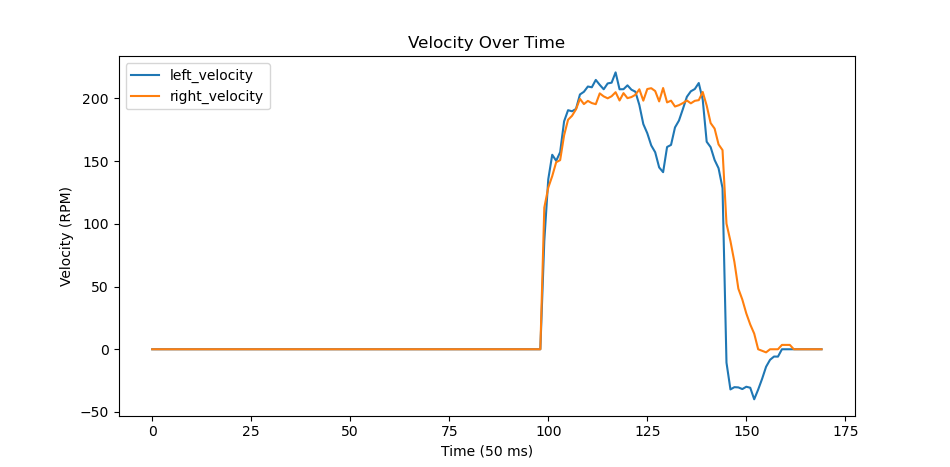 Velocity Over Time
left_velocity
right_velocity
Velocity (RPM)
200
150
100
50
0
−50
0 25 50 75 100 125 150 175
Time (50 ms)